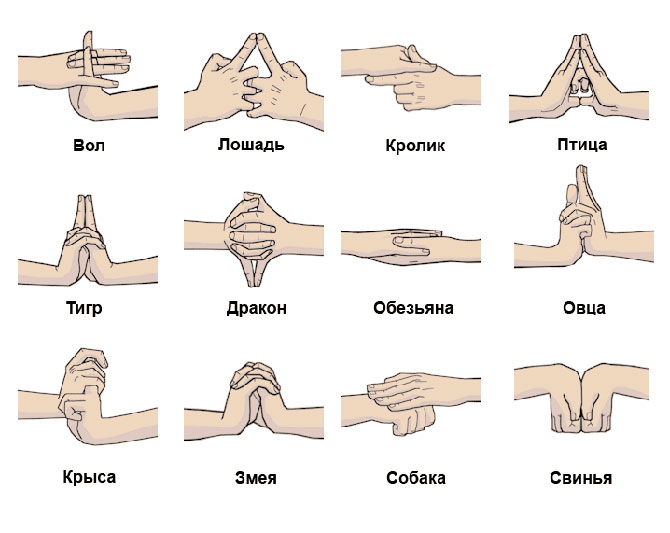 Вол
Лошадь
Кролик
Птица
Тигр
Дракон
Обезьяна
Овца
Крыса
Змея
Собака
Свинья